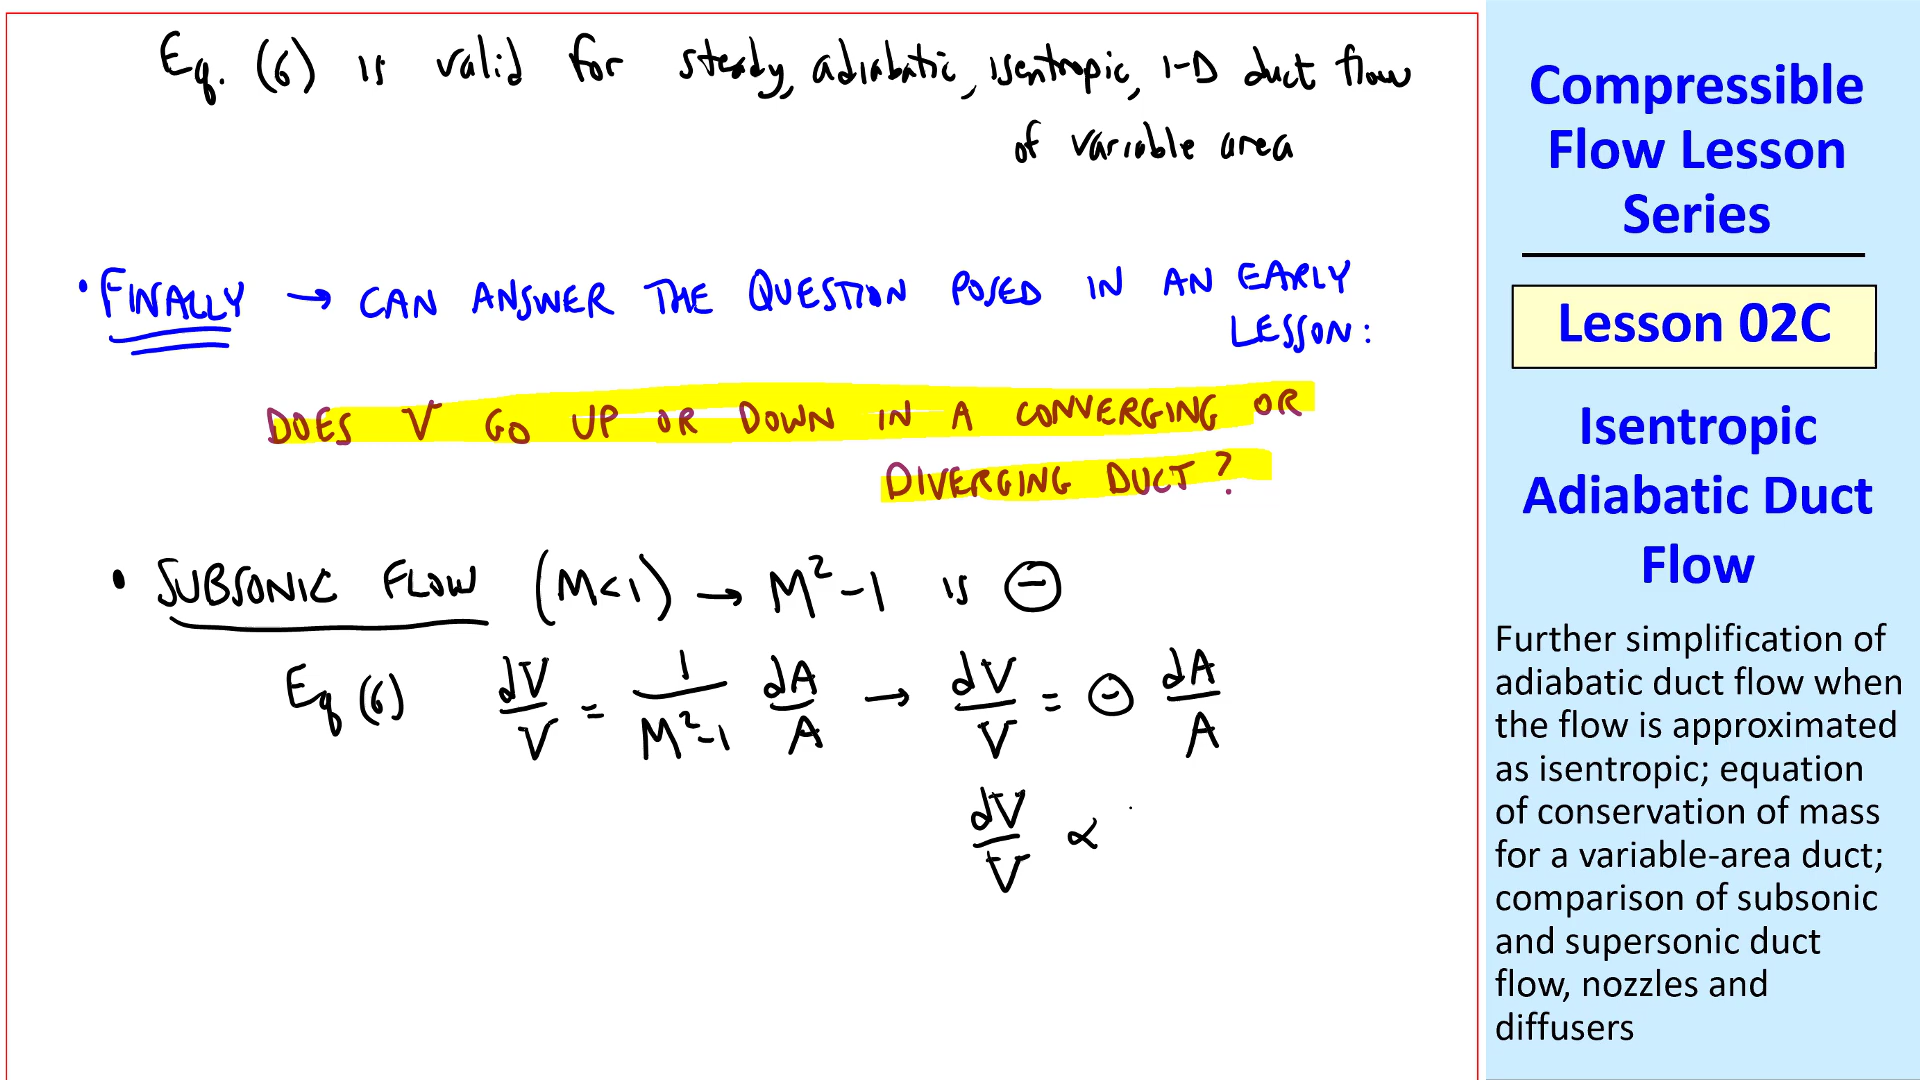 Eq. (6) is valid for steady, adiabatic, isentropic, 1-D duct flow
of variable area
• FINALLY → CAN ANSWER THE QUESTION POSED IN AN EARLY
LESSON:
DOES V GO UP OR DOWN IN A CONVERGING OR
DIVERGING DUCT?
• SUBSONIC FLOW (M<1) → M²-1 is ⊖
Eq (6) dV/V = 1/(M²-1) dA/A → dV/V = ⊖ dA/A
dV/V ∝
Compressible
Flow Lesson
Series
Lesson 02C
Isentropic
Adiabatic Duct
Flow
Further simplification of
adiabatic duct flow when
the flow is approximated
as isentropic; equation
of conservation of mass
for a variable-area duct;
comparison of subsonic
and supersonic duct
flow, nozzles and
diffusers